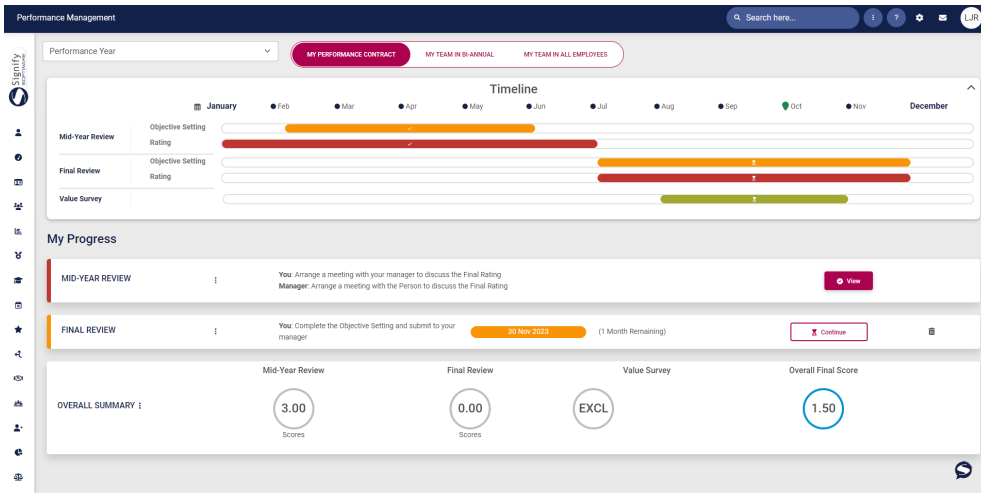 Performance Management
Search here...
?
LJR
Signify
SOFTWARE
Performance Year
MY PERFORMANCE CONTRACT
MY TEAM IN BI-ANNUAL
MY TEAM IN ALL EMPLOYEES
Timeline
January Feb Mar Apr May Jun Jul Aug Sep Oct Nov December
Mid-Year Review
Objective Setting
Rating
Final Review
Objective Setting
Rating
Value Survey
My Progress
MID-YEAR REVIEW
You: Arrange a meeting with your manager to discuss the Final Rating
Manager: Arrange a meeting with the Person to discuss the Final Rating
View
FINAL REVIEW
You: Complete the Objective Setting and submit to your
manager
30 Nov 2023
(1 Month Remaining)
Continue
Mid-Year Review Final Review Value Survey Overall Final Score
OVERALL SUMMARY
3.00 0.00 EXCL 1.50
Scores Scores